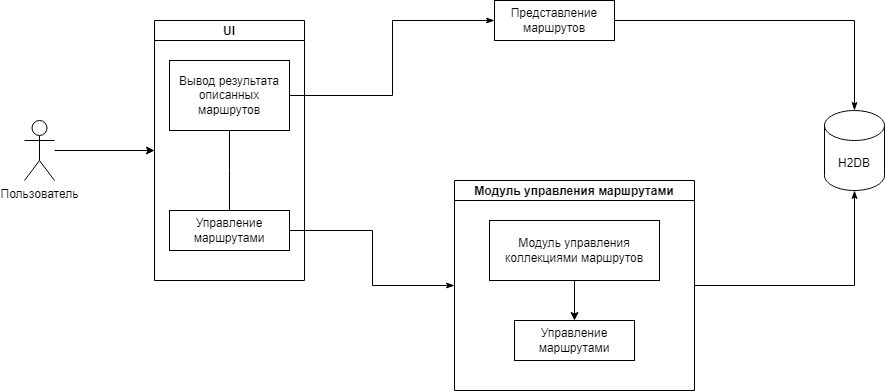 UI
Вывод результата
описанных
маршрутов
Управление
маршрутами
Пользователь
Представление
маршрутов
H2DB
Модуль управления маршрутами
Модуль управления
коллекциями маршрутов
Управление
маршрутами